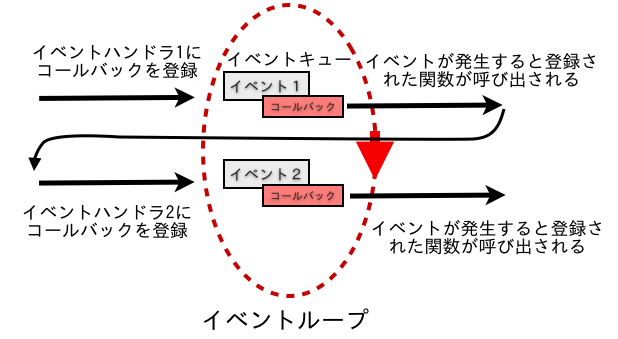 イベントハンドラ1に
コールバックを登録
イベントキュー
イベントが発生すると登録さ
れた関数が呼び出される
イベント1
コールバック
イベント2
コールバック
イベントハンドラ2に
コールバックを登録
イベントが発生すると登録さ
れた関数が呼び出される
イベントループ